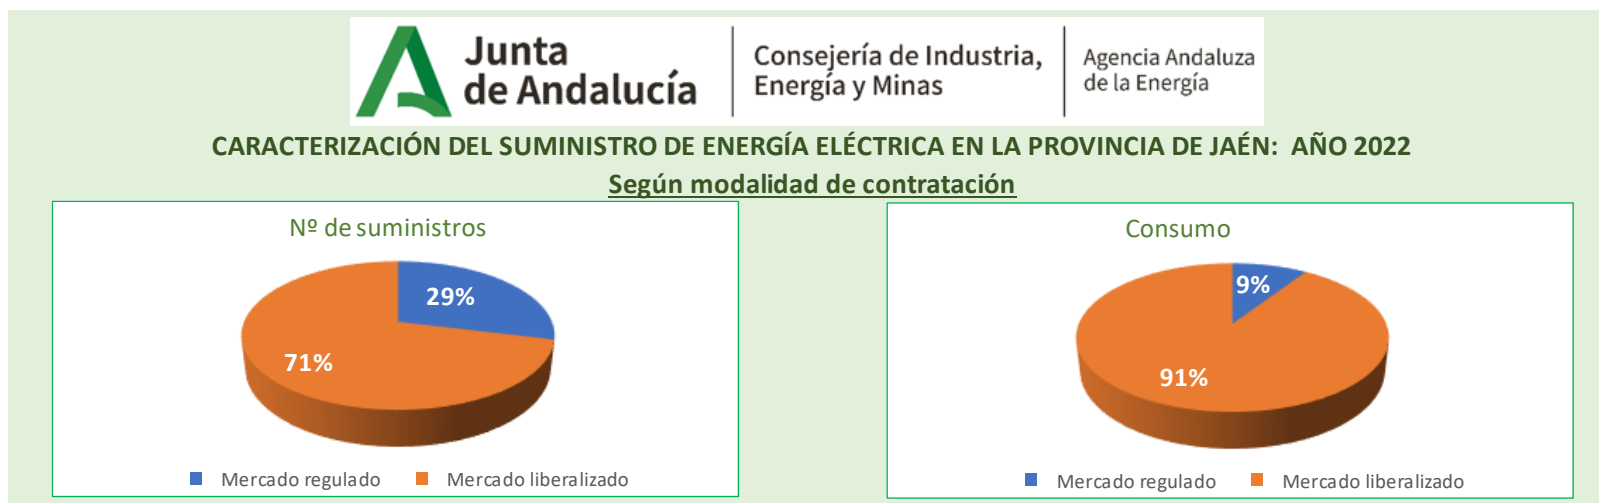 Junta
de Andalucía
Consejería de Industria,
Energía y Minas
Agencia Andaluza
de la Energía
CARACTERIZACIÓN DEL SUMINISTRO DE ENERGÍA ELÉCTRICA EN LA PROVINCIA DE JAÉN: AÑO 2022
Según modalidad de contratación
Nº de suministros
29%
71%
Mercado regulado Mercado liberalizado
Consumo
9%
91%
Mercado regulado Mercado liberalizado